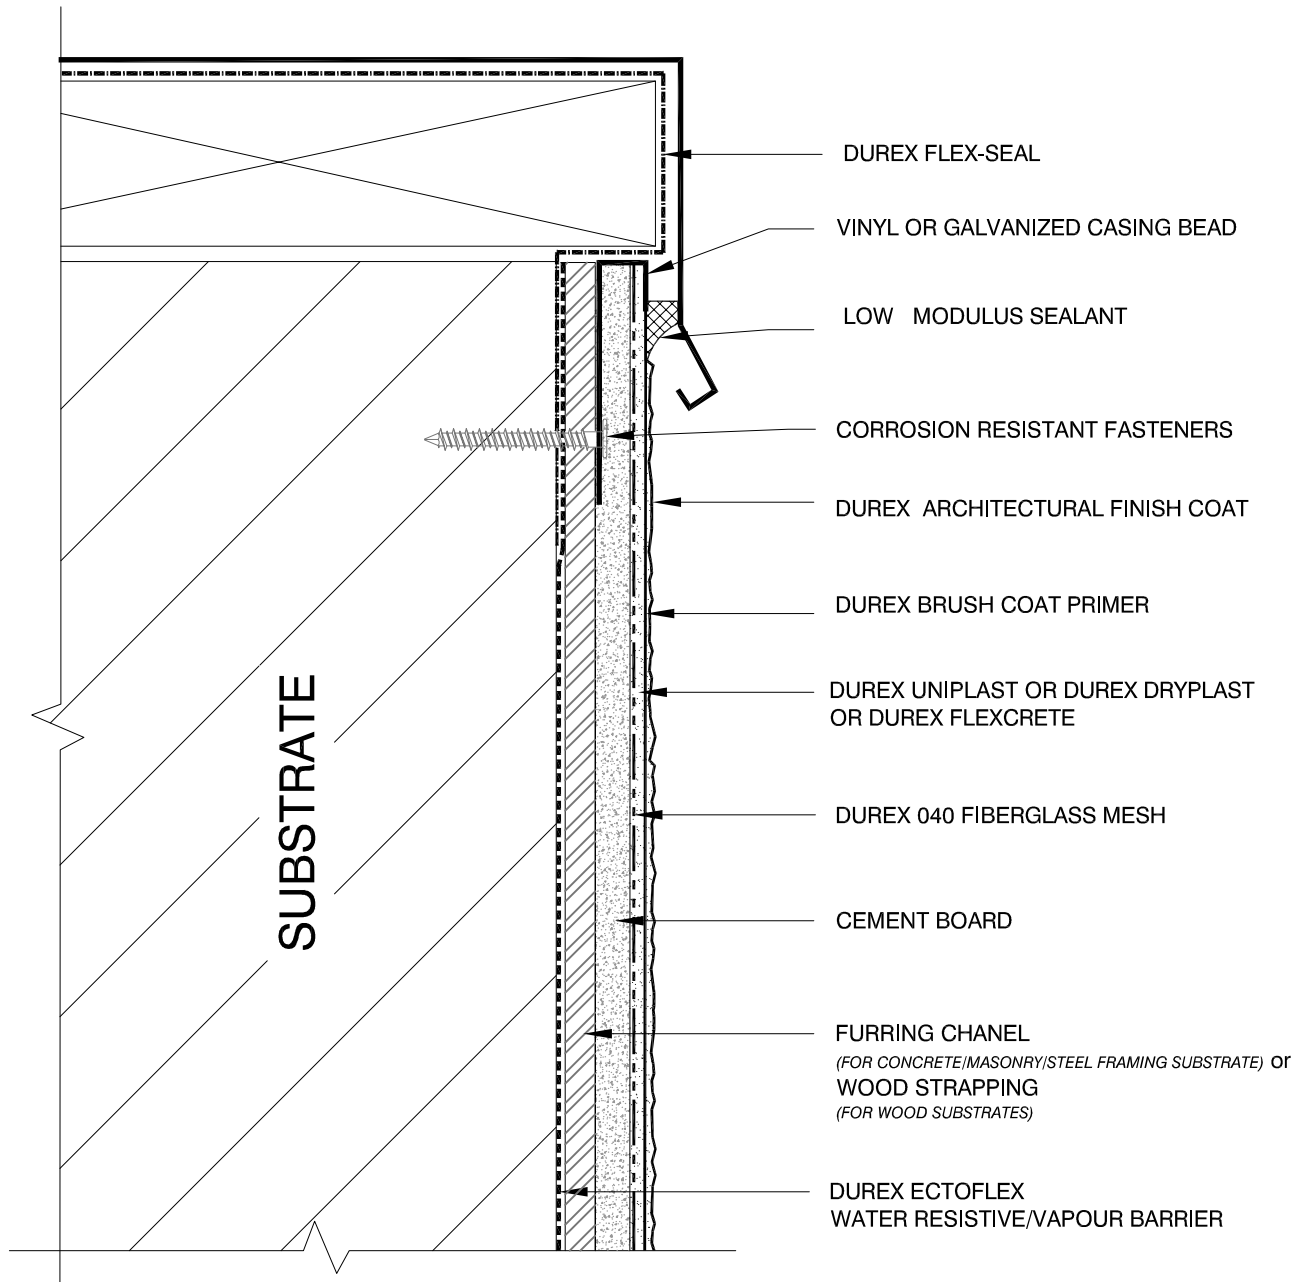 DUREX FLEX-SEAL
VINYL OR GALVANIZED CASING BEAD
LOW MODULUS SEALANT
CORROSION RESISTANT FASTENERS
DUREX ARCHITECTURAL FINISH COAT
DUREX BRUSH COAT PRIMER
SUBSTRATE
DUREX UNIPLAST OR DUREX DRYPLAST
OR DUREX FLEXCRETE
DUREX 040 FIBERGLASS MESH
CEMENT BOARD
FURRING CHANEL
(FOR CONCRETE/MASONRY/STEEL FRAMING SUBSTRATE) or
WOOD STRAPPING
(FOR WOOD SUBSTRATES)
DUREX ECTOFLEX
WATER RESISTIVE/VAPOUR BARRIER